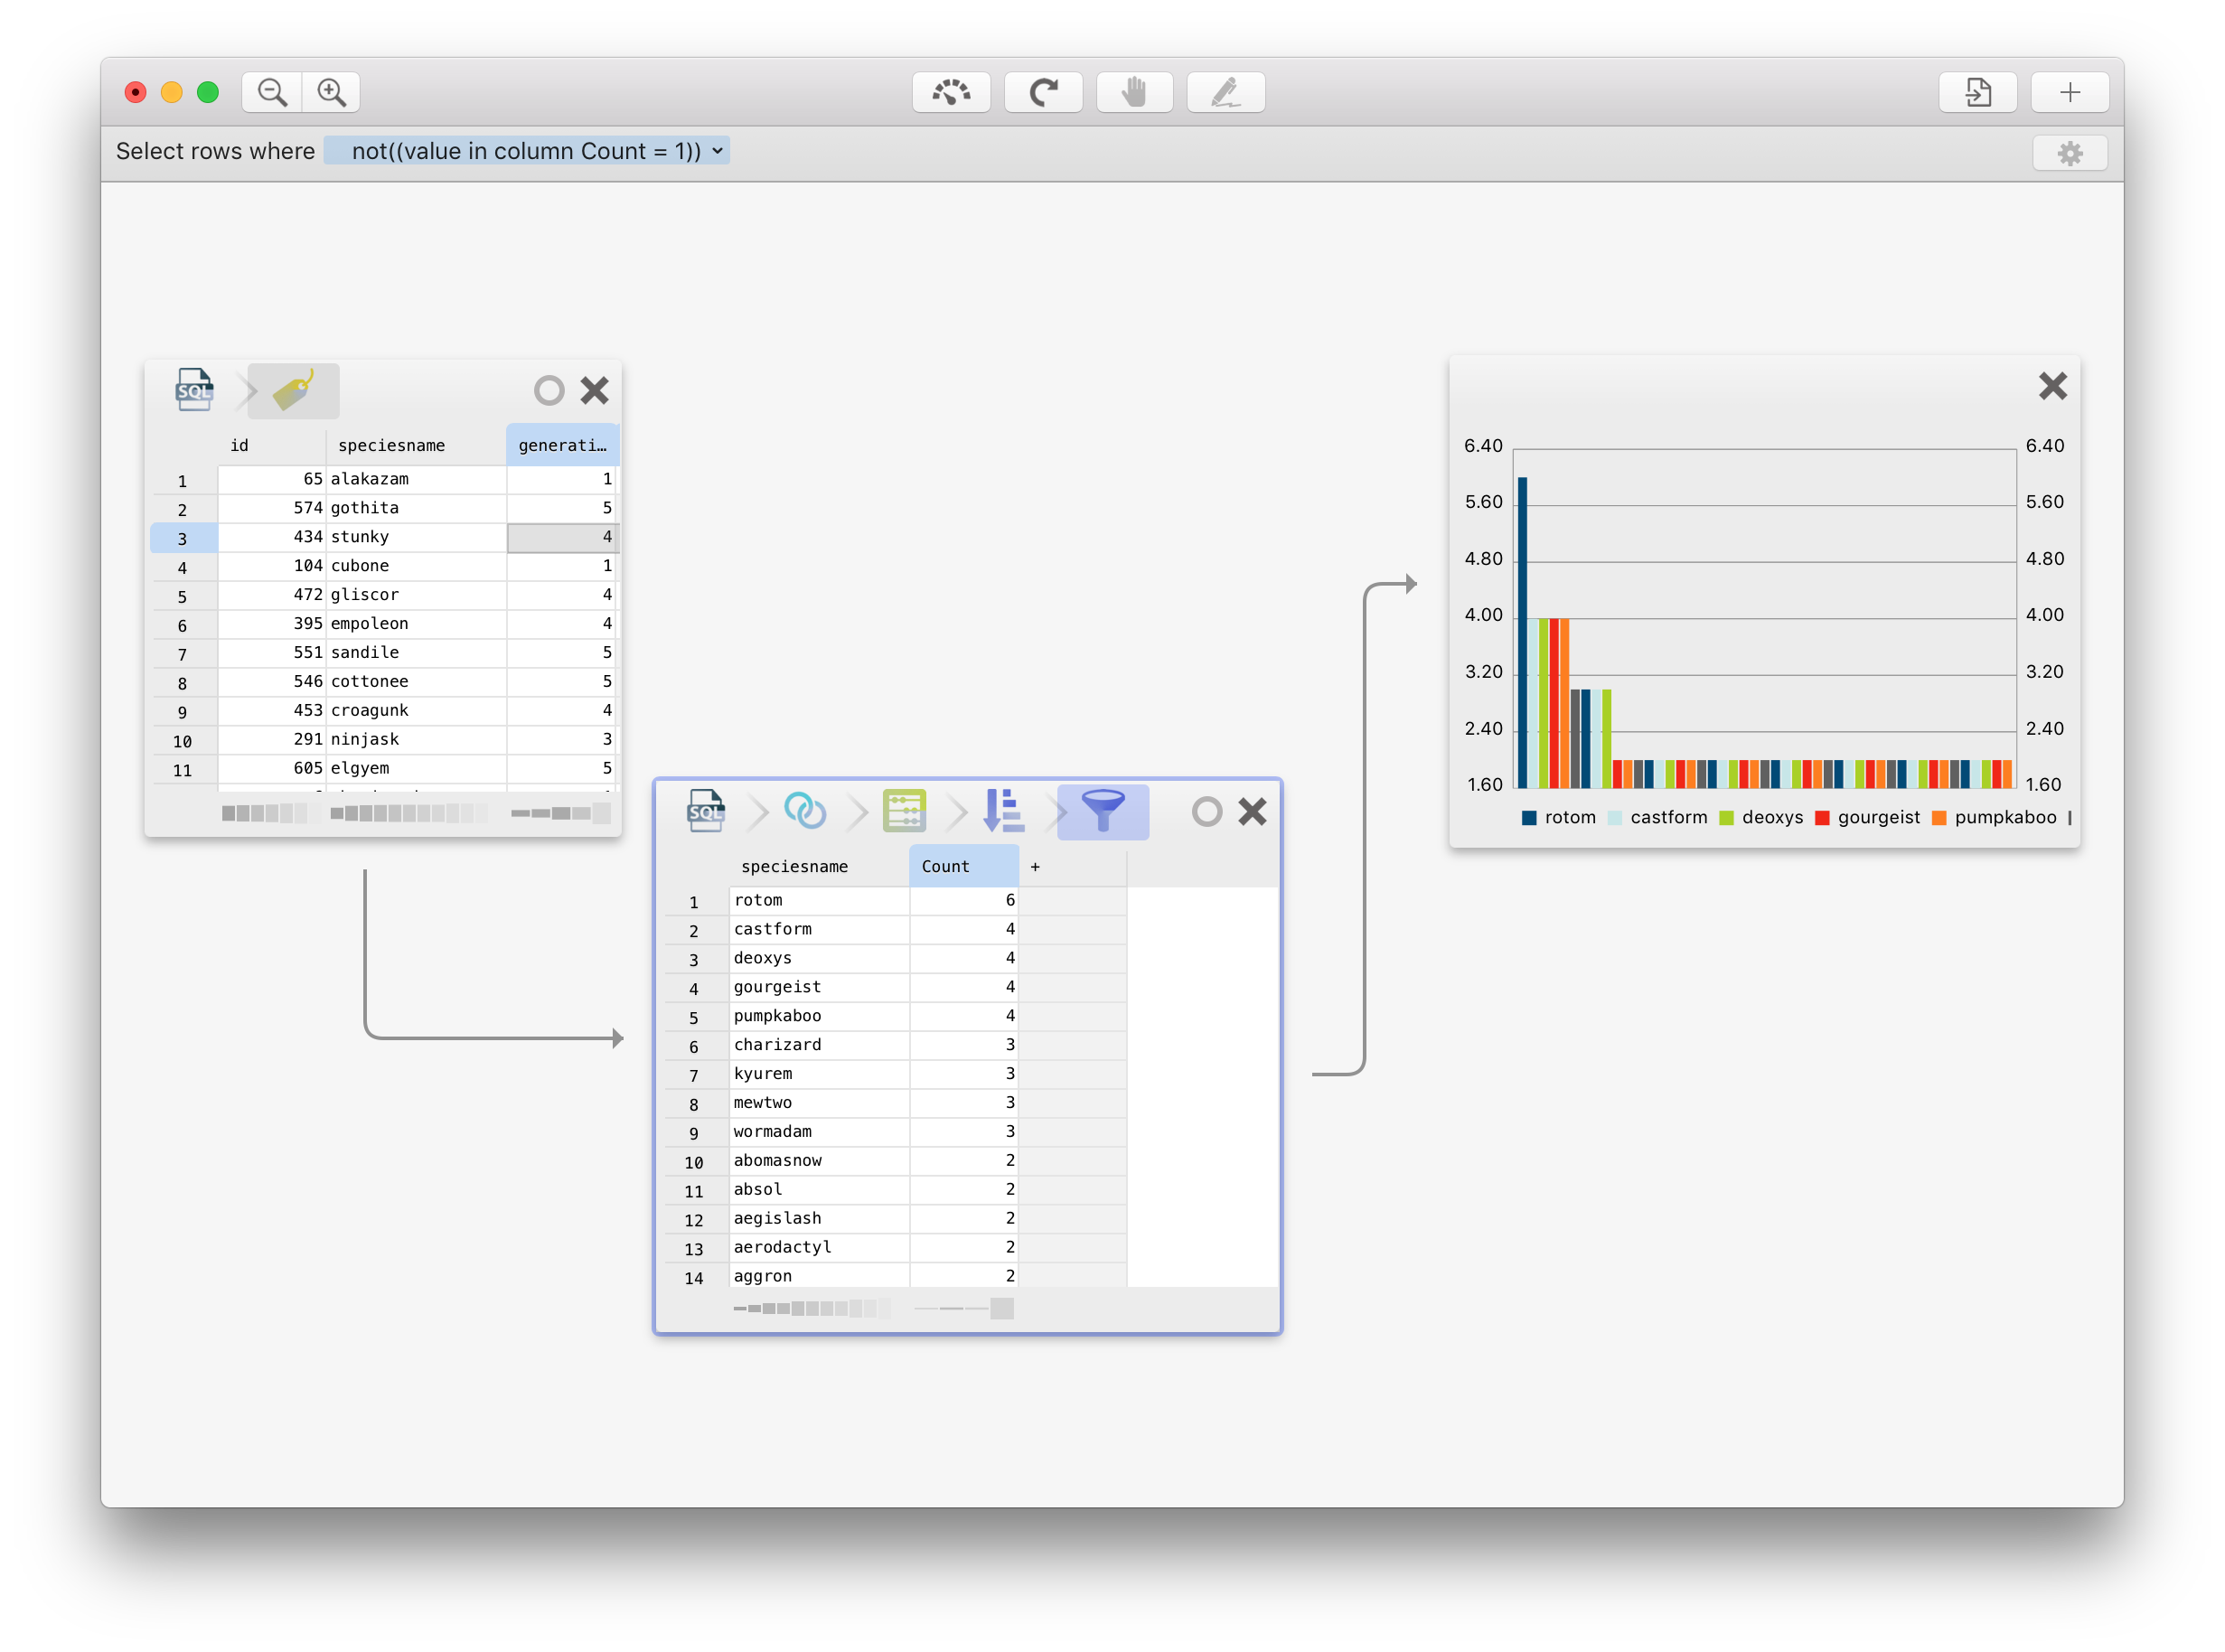 Select rows where not((value in column Count = 1))
SQL
id speciesname generati…
1 65 alakazam 1
2 574 gothita 5
3 434 stunky 4
4 104 cubone 1
5 472 gliscor 4
6 395 empoleon 4
7 551 sandile 5
8 546 cottonee 5
9 453 croagunk 4
10 291 ninjask 3
11 605 elgyem 5
SQL
speciesname Count +
1 rotom 6
2 castform 4
3 deoxys 4
4 gourgeist 4
5 pumpkaboo 4
6 charizard 3
7 kyurem 3
8 mewtwo 3
9 wormadam 3
10 abomasnow 2
11 absol 2
12 aegislash 2
13 aerodactyl 2
14 aggron 2
6.40 6.40
5.60 5.60
4.80 4.80
4.00 4.00
3.20 3.20
2.40 2.40
1.60 1.60
rotom castform deoxys gourgeist pumpkaboo